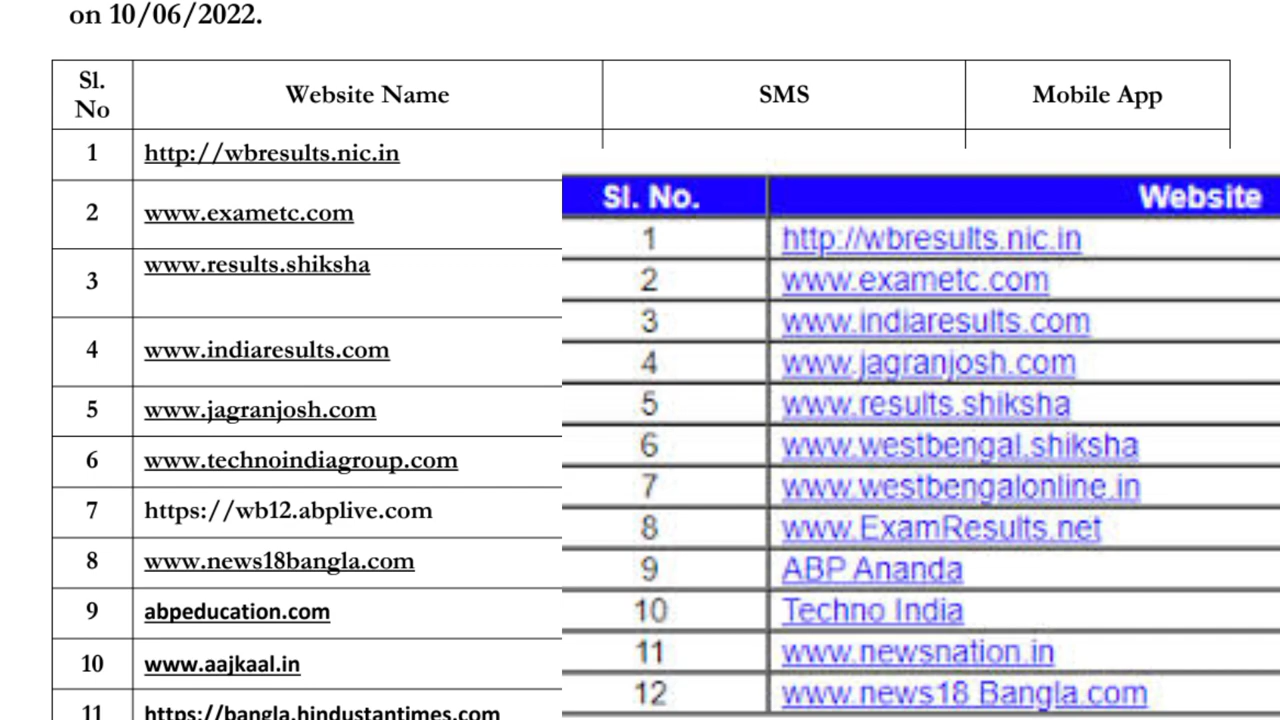 on 10/06/2022.
Sl. No Website Name SMS Mobile App
1 http://wbresults.nic.in
2 www.exametc.com
3 www.results.shiksha
4 www.indiaresults.com
5 www.jagranjosh.com
6 www.technoindiagroup.com
7 https://wb12.abplive.com
8 www.news18bangla.com
9 abpeducation.com
10 www.aajkaal.in
11 https://bangla.hindustantimes.com
Sl. No. Website
1 http://wbresults.nic.in
2 www.exametc.com
3 www.indiaresults.com
4 www.jagranjosh.com
5 www.results.shiksha
6 www.westbengal.shiksha
7 www.westbengalonline.in
8 www.ExamResults.net
9 ABP Ananda
10 Techno India
11 www.newsnation.in
12 www.news18 Bangla.com